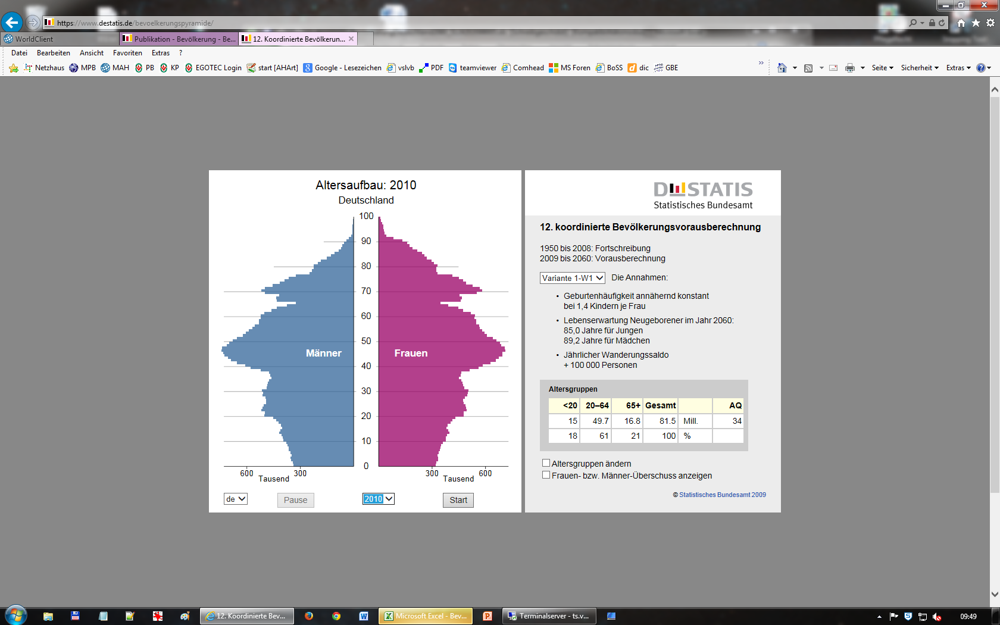 https://www.destatis.de/bevoelkerungspyramide/
WorldClient
Publikation - Bevölkerung - Be...
12. Koordinierte Bevölkerun...
Datei Bearbeiten Ansicht Favoriten Extras ?
Netzhaus MPB MAH PB KP EGOTEC Login start [AHArt] Google - Lesezeichen vslvb PDF teamviewer Comhead MS Foren BoSS dic GBE
Seite Sicherheit Extras
Altersaufbau: 2010
Deutschland
100
90
80
70
60
50
Männer Frauen
40
30
20
10
0
600 300 300 600
Tausend Tausend
de Pause 2010 Start
DESTATIS
Statistisches Bundesamt
12. koordinierte Bevölkerungsvorausberechnung
1950 bis 2008: Fortschreibung
2009 bis 2060: Vorausberechnung
Variante 1-W1 Die Annahmen:
• Geburtenhäufigkeit annähernd konstant
bei 1,4 Kindern je Frau
• Lebenserwartung Neugeborener im Jahr 2060:
85,0 Jahre für Jungen
89,2 Jahre für Mädchen
• Jährlicher Wanderungssaldo
+ 100 000 Personen
Altersgruppen
<20 20–64 65+ Gesamt AQ
15 49.7 16.8 81.5 Mill. 34
18 61 21 100 %
Altersgruppen ändern
Frauen- bzw. Männer-Überschuss anzeigen
© Statistisches Bundesamt 2009
12. Koordinierte Bev...
Microsoft Excel - Bev...
Terminalserver - ts.v...
09:49